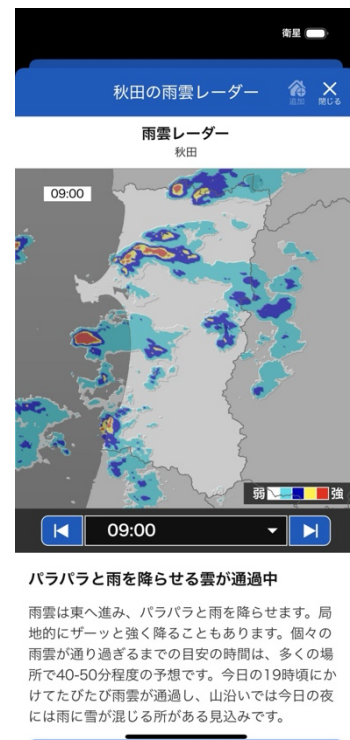 衛星
秋田の雨雲レーダー
追加
閉じる
雨雲レーダー
秋田
09:00
弱 強
09:00
パラパラと雨を降らせる雲が通過中
雨雲は東へ進み、パラパラと雨を降らせます。局
地的にザーッと強く降ることもあります。個々の
雨雲が通り過ぎるまでの目安の時間は、多くの場
所で40-50分程度の予想です。今日の19時頃にか
けてたびたび雨雲が通過し、山沿いでは今日の夜
には雨に雪が混じる所がある見込みです。